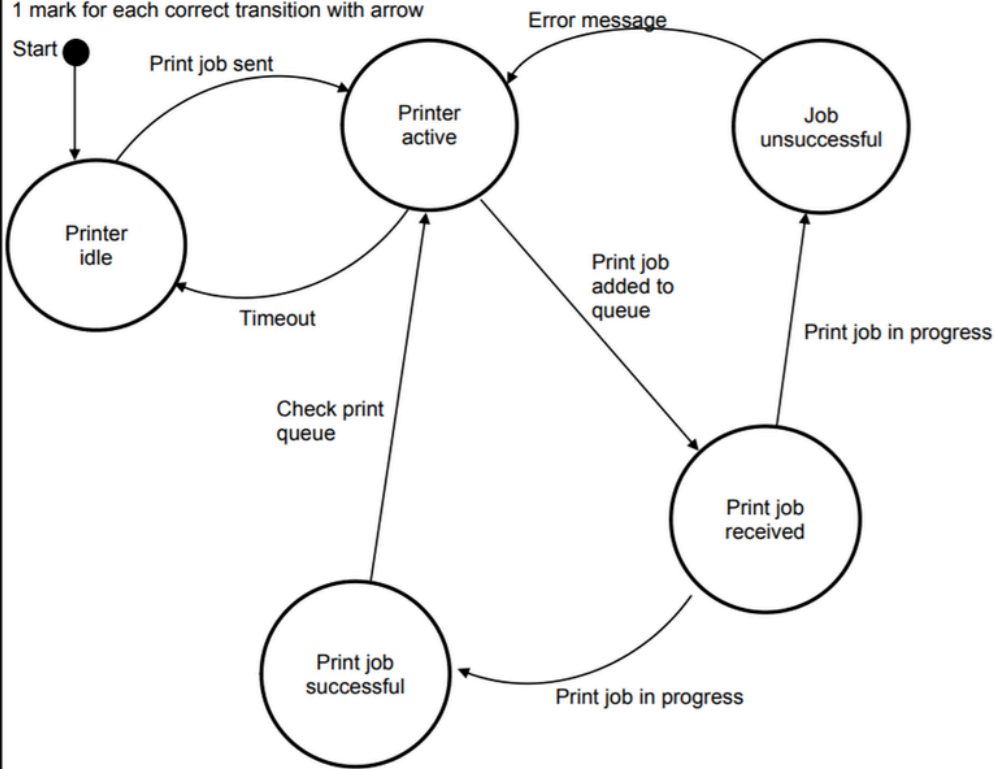 1 mark for each correct transition with arrow
Start
Print job sent
Error message
Printer
active
Job
unsuccessful
Printer
idle
Timeout
Print job
added to
queue
Print job in progress
Check print
queue
Print job
received
Print job
successful
Print job in progress